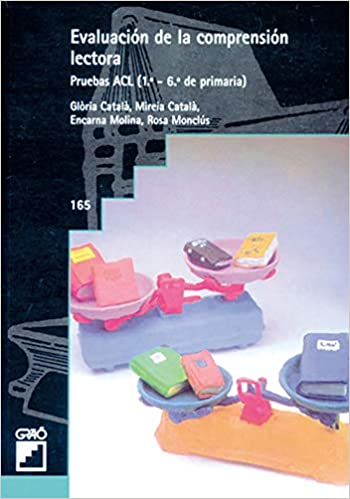 Evaluación de la comprensión
lectora
Pruebas ACL (1.º - 6.º de primaria)
Glòria Català, Mireia Català,
Encarna Molina, Rosa Monclús
165
GRAÓ